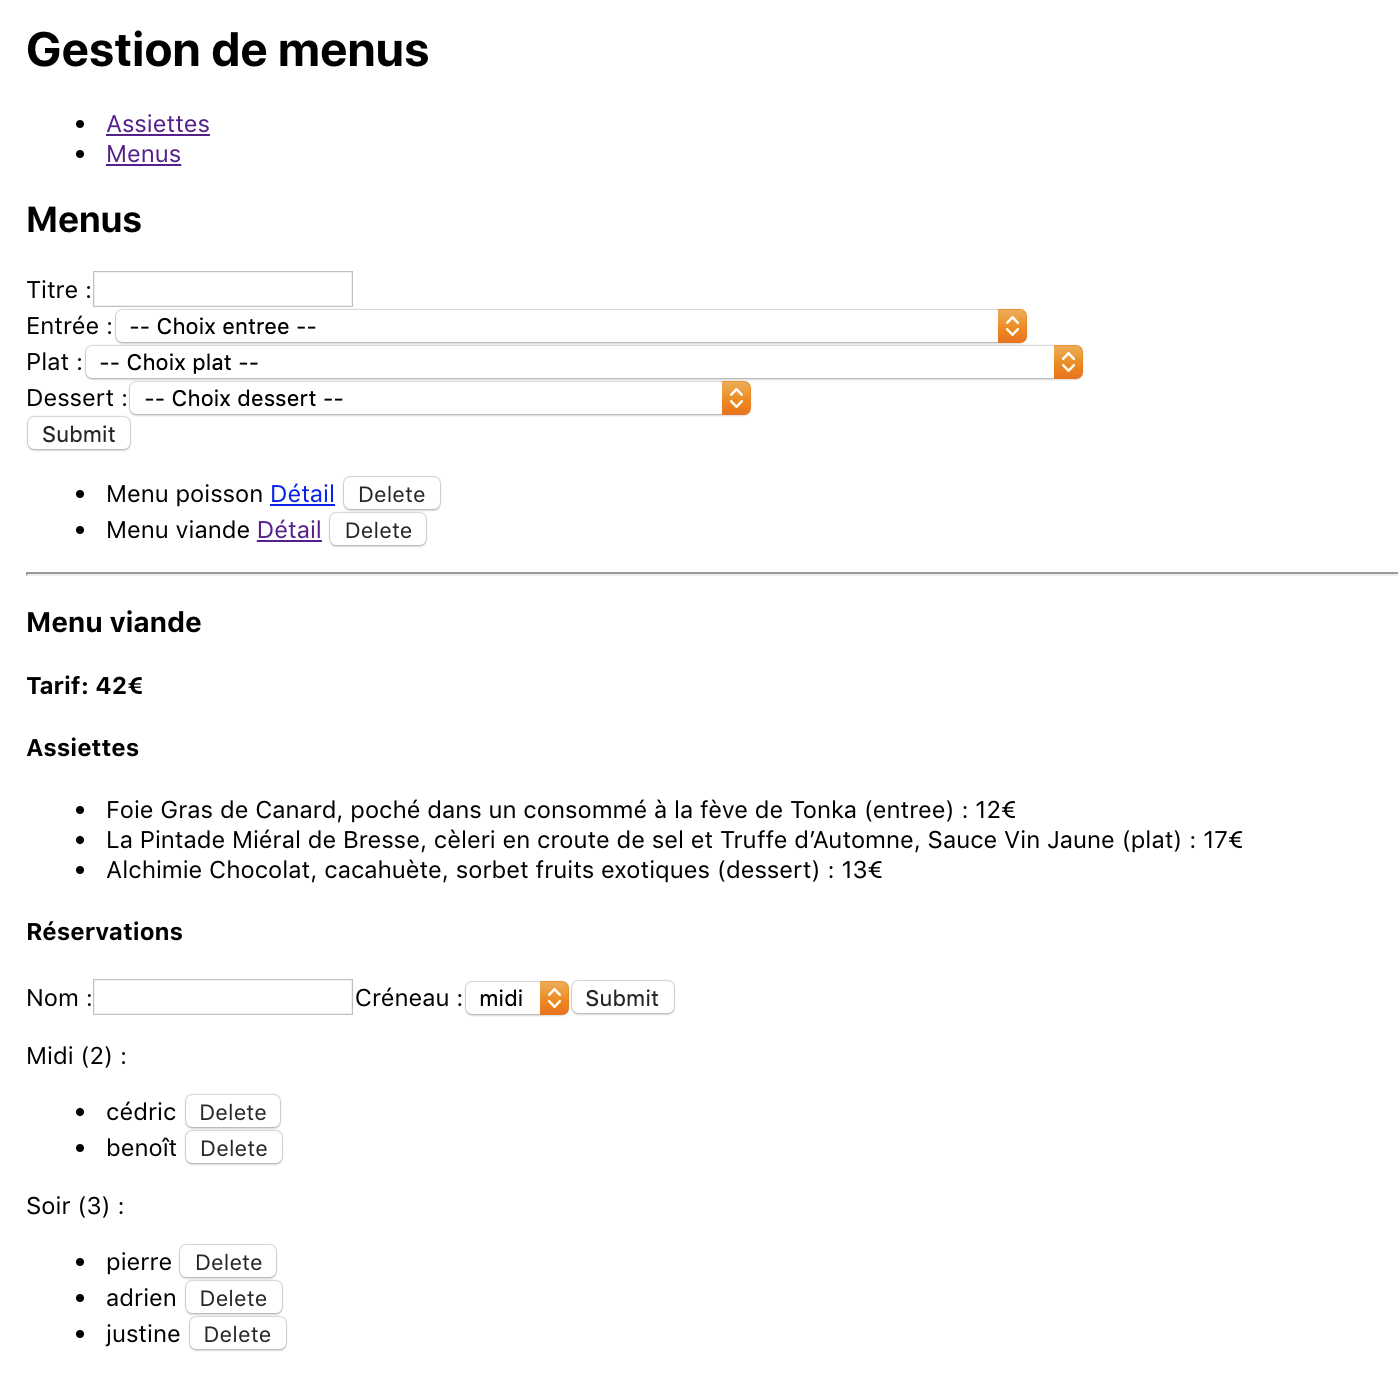 Gestion de menus
Assiettes
Menus
Menus
Titre :
Entrée : -- Choix entree --
Plat : -- Choix plat --
Dessert : -- Choix dessert --
Submit
Menu poisson Détail Delete
Menu viande Détail Delete
Menu viande
Tarif: 42€
Assiettes
Foie Gras de Canard, poché dans un consommé à la fève de Tonka (entree) : 12€
La Pintade Miéral de Bresse, cèleri en croute de sel et Truffe d’Automne, Sauce Vin Jaune (plat) : 17€
Alchimie Chocolat, cacahuète, sorbet fruits exotiques (dessert) : 13€
Réservations
Nom : Créneau : midi Submit
Midi (2) :
cédric Delete
benoît Delete
Soir (3) :
pierre Delete
adrien Delete
justine Delete